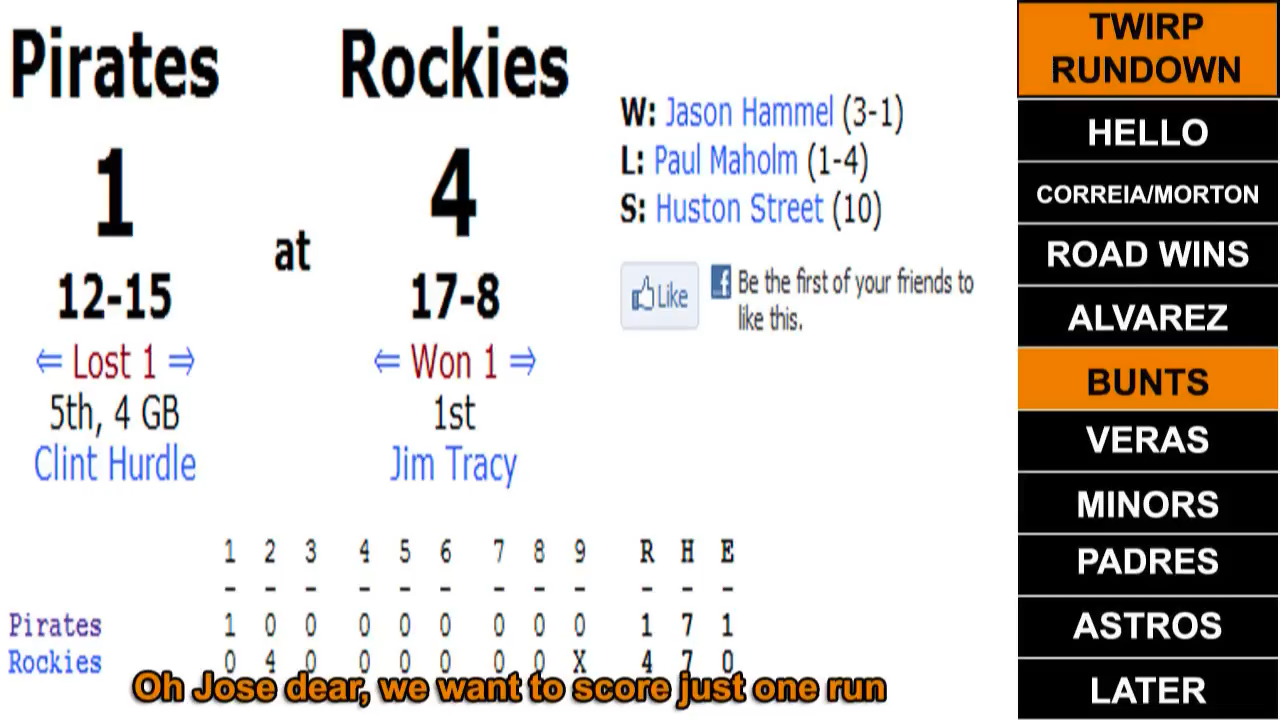 Pirates Rockies
1 at 4
12-15 17-8
⇐ Lost 1 ⇒ ⇐ Won 1 ⇒
5th, 4 GB 1st
Clint Hurdle Jim Tracy
W: Jason Hammel (3-1)
L: Paul Maholm (1-4)
S: Huston Street (10)
Like
Be the first of your friends to
like this.
1 2 3 4 5 6 7 8 9 R H E
- - - - - - - - - - - -
Pirates 1 0 0 0 0 0 0 0 0 1 7 1
Rockies 0 4 0 0 0 0 0 0 X 4 7 0
Oh Jose dear, we want to score just one run
TWIRP
RUNDOWN
HELLO
CORREIA/MORTON
ROAD WINS
ALVAREZ
BUNTS
VERAS
MINORS
PADRES
ASTROS
LATER